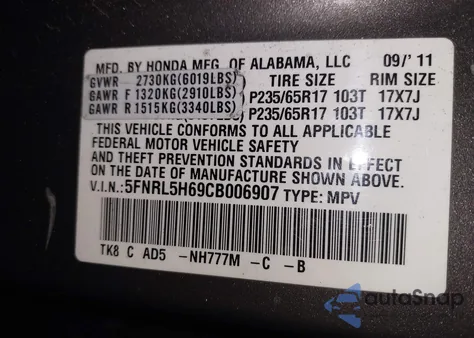 MFD. BY HONDA MFG. OF ALABAMA, LLC 09/'11
GVWR 2730KG(6019LBS) TIRE SIZE RIM SIZE
GAWR F 1320KG(2910LBS) P235/65R17 103T 17X7J
GAWR R 1515KG(3340LBS) P235/65R17 103T 17X7J
THIS VEHICLE CONFORMS TO ALL APPLICABLE
FEDERAL MOTOR VEHICLE SAFETY
AND THEFT PREVENTION STANDARDS IN EFFECT
ON THE DATE OF MANUFACTURE SHOWN ABOVE.
V.I.N.:5FNRL5H69CB006907 TYPE: MPV
TK8 C AD5 -NH777M -C -B
autoSnap